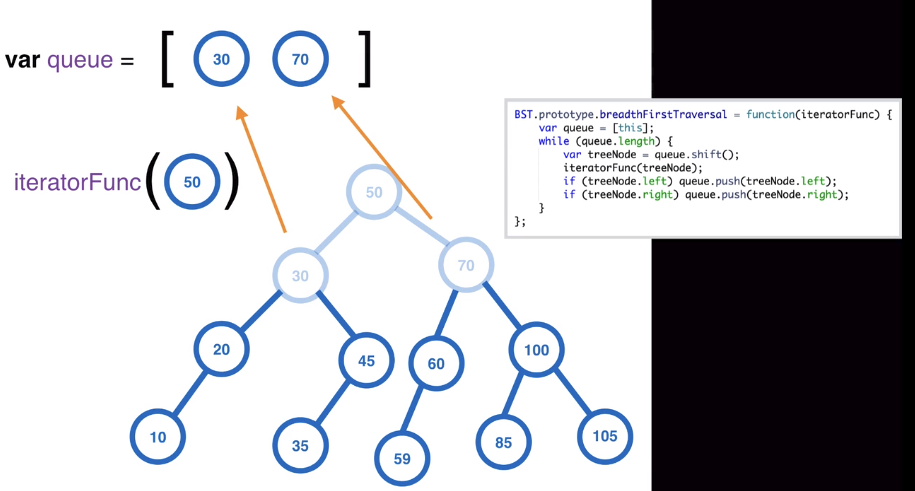 var queue = [ 30 70 ]
iteratorFunc( 50 )
BST.prototype.breadthFirstTraversal = function(iteratorFunc) {
    var queue = [this];
    while (queue.length) {
        var treeNode = queue.shift();
        iteratorFunc(treeNode);
        if (treeNode.left) queue.push(treeNode.left);
        if (treeNode.right) queue.push(treeNode.right);
    }
};
50
30 70
20 45 60 100
10 35 59 85 105